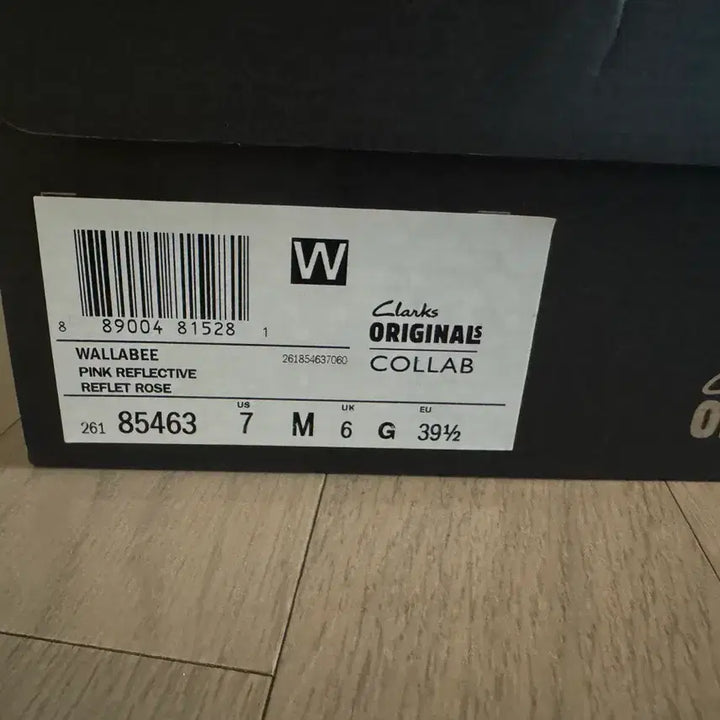 W
8 89004 81528 1
Clarks
ORIGINALS
COLLAB
WALLABEE
261854637060
PINK REFLECTIVE
REFLET ROSE
US UK EU
261 85463 7 M 6 G 39½